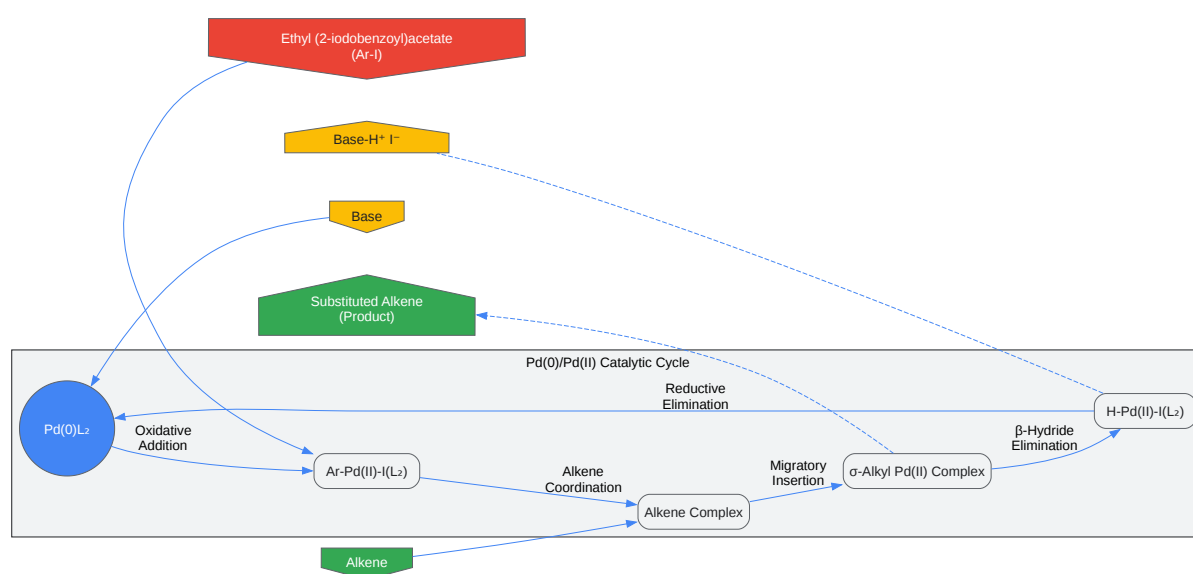 Ethyl (2-iodobenzoyl)acetate
(Ar-I)
Base-H⁺ I⁻
Base
Substituted Alkene
(Product)
Pd(0)/Pd(II) Catalytic Cycle
Reductive
Elimination
H-Pd(II)-I(L₂)
Pd(0)L₂
Oxidative
Addition
β-Hydride
Elimination
Ar-Pd(II)-I(L₂)
Alkene
Coordination
Migratory
Insertion
σ-Alkyl Pd(II) Complex
Alkene Complex
Alkene